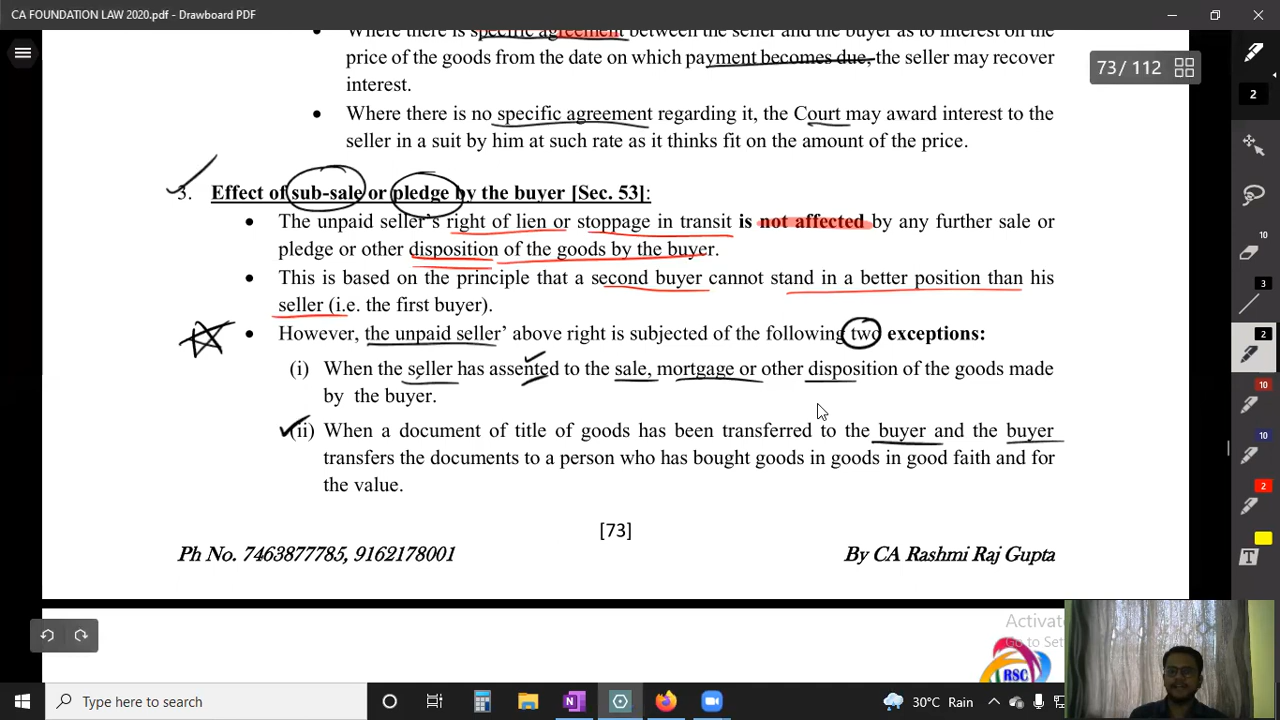 CA FOUNDATION LAW 2020.pdf - Drawboard PDF
Where there is specific agreement between the seller and the buyer as to interest on the
price of the goods from the date on which payment becomes due, the seller may recover
interest.
73/112
2
• Where there is no specific agreement regarding it, the Court may award interest to the
seller in a suit by him at such rate as it thinks fit on the amount of the price.
3. Effect of sub-sale or pledge by the buyer [Sec. 53]:
• The unpaid seller's right of lien or stoppage in transit is not affected by any further sale or
pledge or other disposition of the goods by the buyer.
• This is based on the principle that a second buyer cannot stand in a better position than his
seller (i.e. the first buyer).
• However, the unpaid seller' above right is subjected of the following two exceptions:
(i) When the seller has assented to the sale, mortgage or other disposition of the goods made
by the buyer.
(ii) When a document of title of goods has been transferred to the buyer and the buyer
transfers the documents to a person who has bought goods in goods in good faith and for
the value.
[73]
Ph No. 7463877785, 9162178001 By CA Rashmi Raj Gupta
10
3
2
10
10
2
T
Activat
Go to Set
RSC
Type here to search
30°C Rain